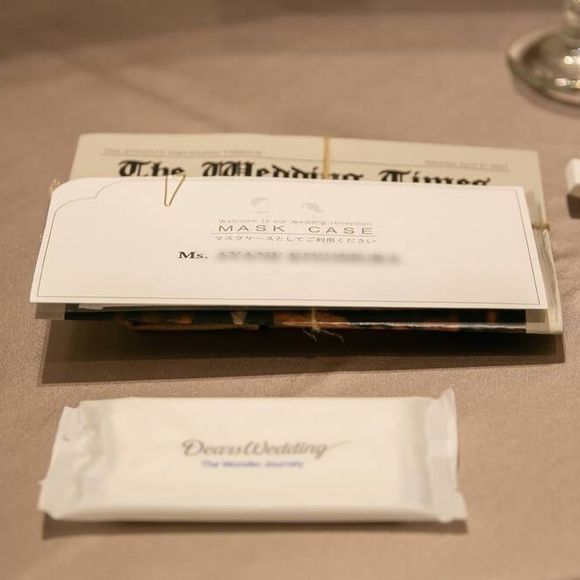 The Wedding Times
Welcome to our wedding reception
MASK CASE
マスクケースとしてご利用ください
Ms.
DearsWedding
The Wonder Journey